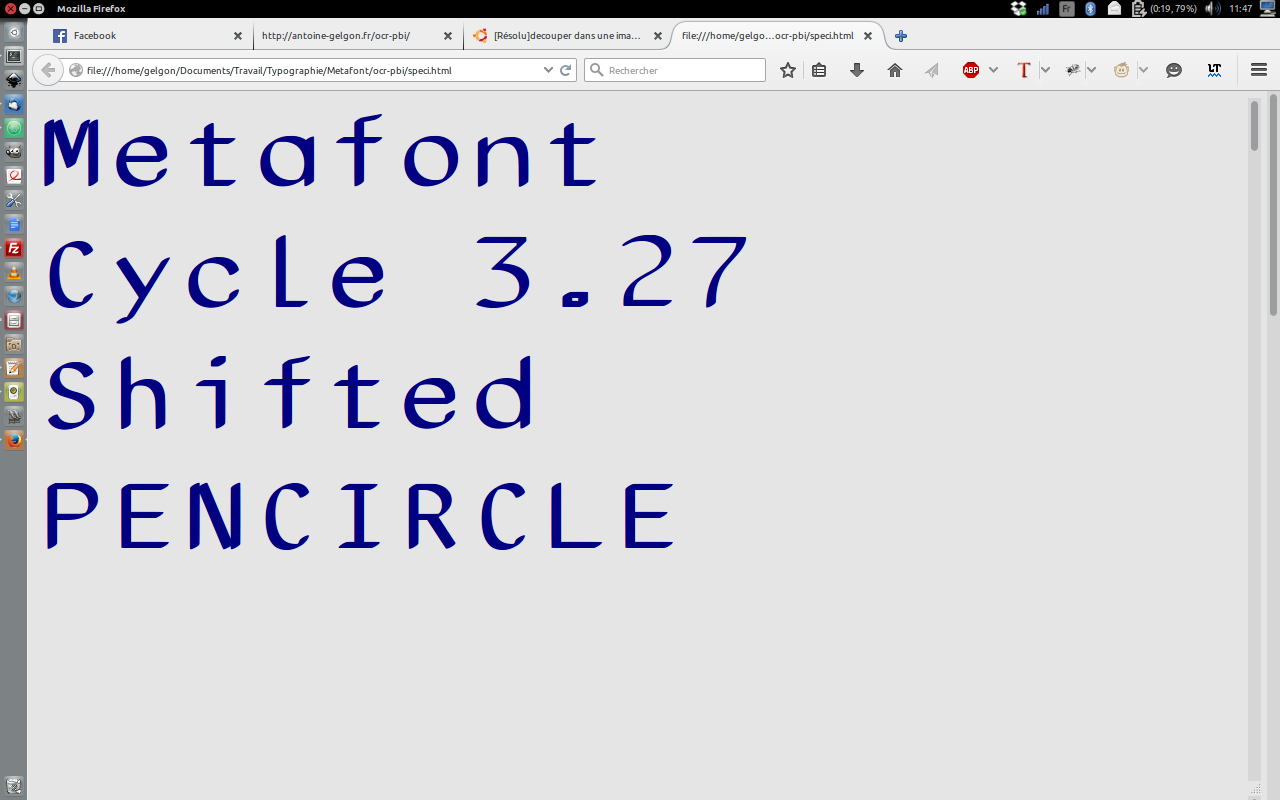 Mozilla Firefox
Fr
(0:19, 79%)
11:47
Facebook
http://antoine-gelgon.fr/ocr-pbi/
[Résolu]decouper dans une ima...
file:///home/gelgo...ocr-pbi/speci.html
file:///home/gelgon/Documents/Travail/Typographie/Metafont/ocr-pbi/speci.html
Rechercher
ABP
T
LT
Metafont
Cycle 3.27
Shifted
PENCIRCLE
Fz